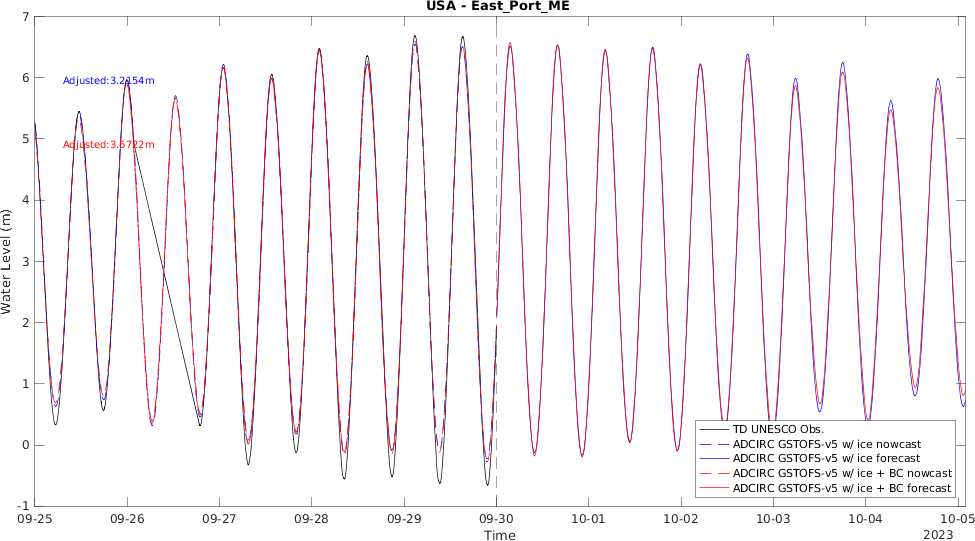 USA - East_Port_ME
Water Level (m)
7
6
5
4
3
2
1
0
-1
Adjusted:3.2154m
Adjusted:3.6722m
TD UNESCO Obs.
ADCIRC GSTOFS-v5 w/ ice nowcast
ADCIRC GSTOFS-v5 w/ ice forecast
ADCIRC GSTOFS-v5 w/ ice + BC nowcast
ADCIRC GSTOFS-v5 w/ ice + BC forecast
09-25 09-26 09-27 09-28 09-29 09-30 10-01 10-02 10-03 10-04 10-05
Time
2023